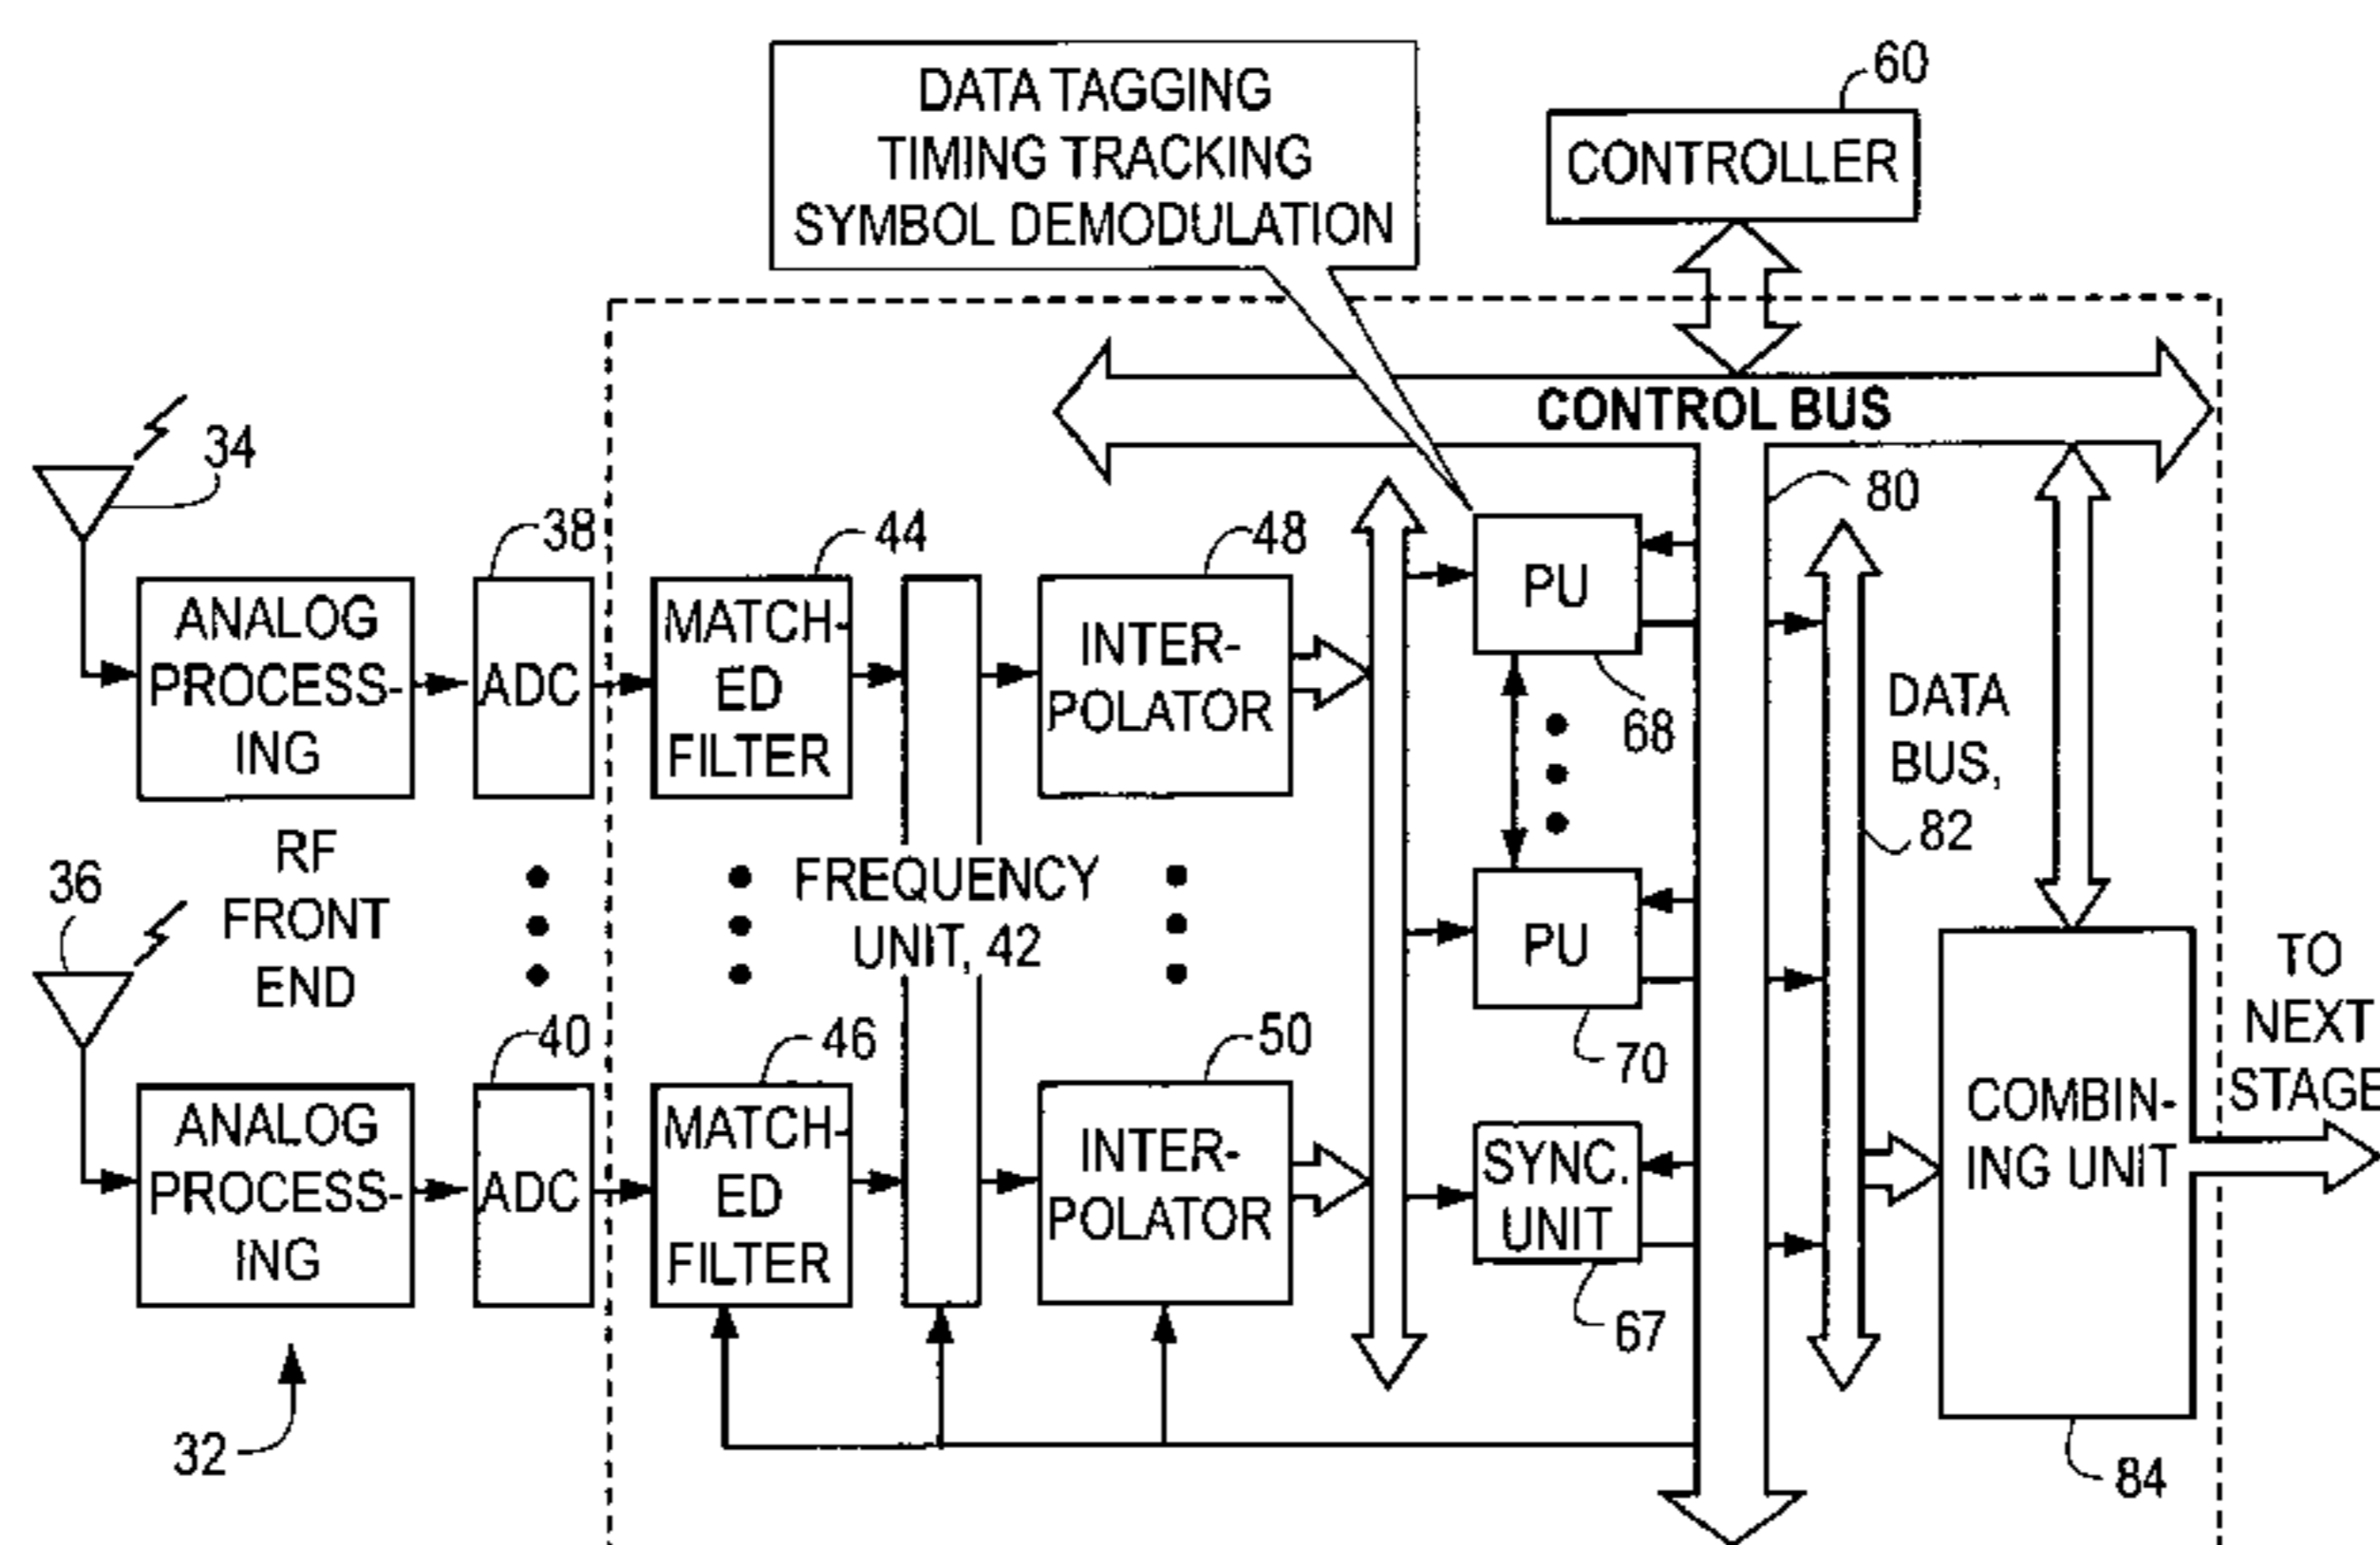 DATA TAGGING
TIMING TRACKING
SYMBOL DEMODULATION
60
CONTROLLER
CONTROL BUS
34
38
44
48
80
ANALOG
PROCESS-
ING
ADC
MATCH-
ED
FILTER
INTER-
POLATOR
PU
68
DATA
BUS,
82
RF
FRONT
END
FREQUENCY
UNIT, 42
36
40
46
50
PU
70
ANALOG
PROCESS-
ING
ADC
MATCH-
ED
FILTER
INTER-
POLATOR
SYNC.
UNIT
67
COMBIN-
ING UNIT
TO
NEXT
STAGE
32
84